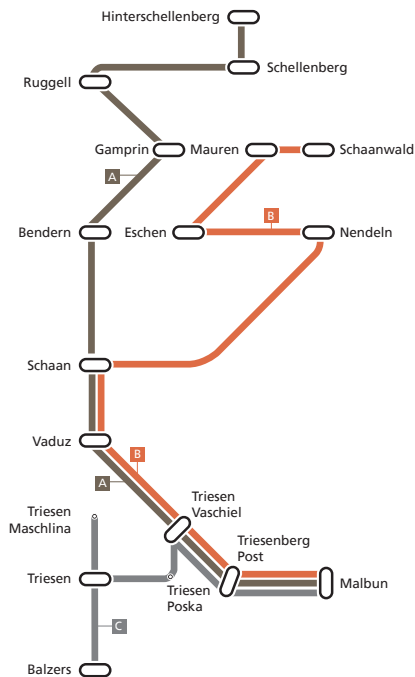 Hinterschellenberg
Schellenberg
Ruggell
Gamprin
Mauren
Schaanwald
A
B
Bendern
Eschen
Nendeln
Schaan
Vaduz
B
A
Triesen
Vaschiel
Triesen
Maschlina
Triesenberg
Post
Triesen
Triesen
Poska
Malbun
C
Balzers